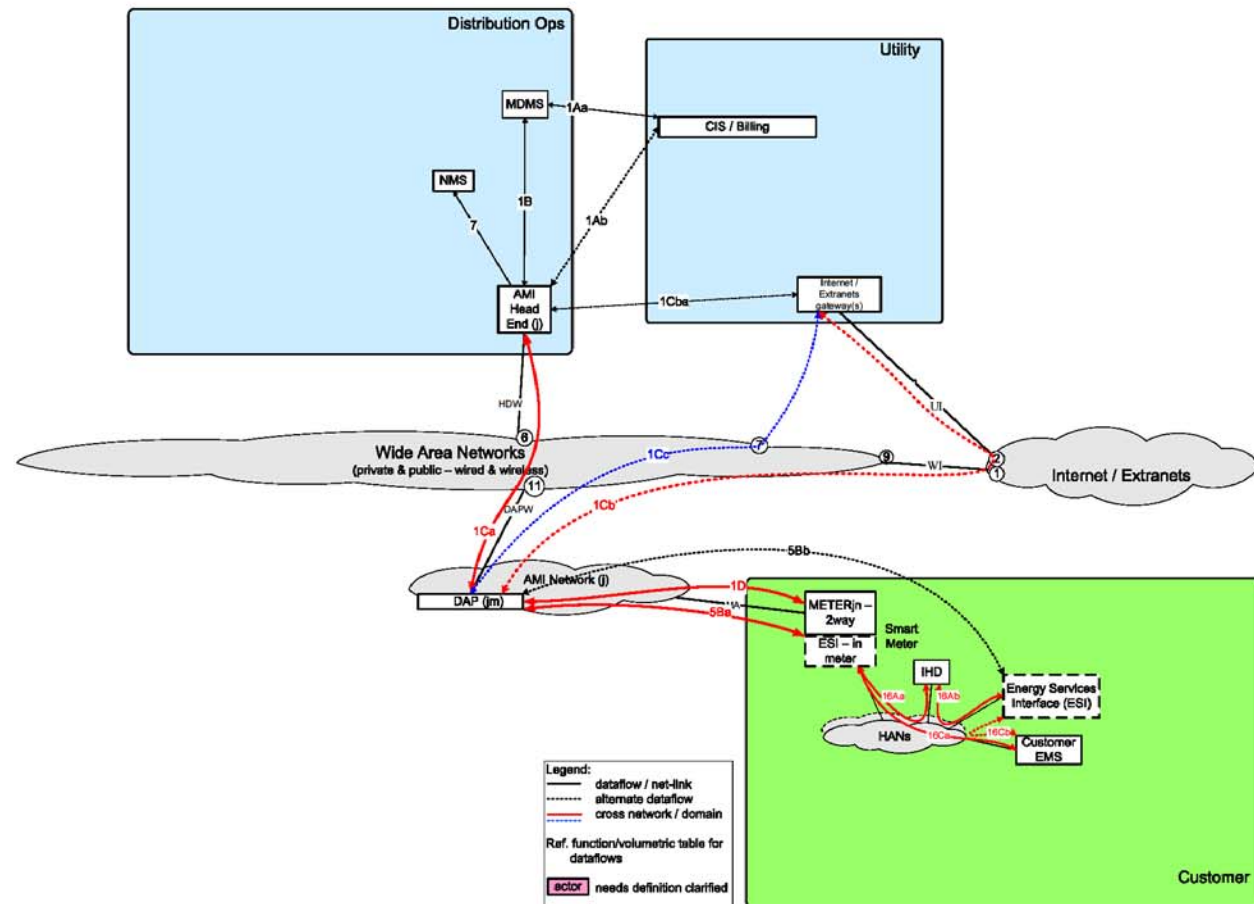 Distribution Ops
Utility
MDMS
1Aa
CIS / Billing
NMS
1B
1Ab
7
AMI
Head
End (j)
1Cba
Internet /
Extranets
gateway(s)
HDW
UI
6
7
9
WI
2
1
Wide Area Networks
(private & public – wired & wireless)
1Cc
Internet / Extranets
11
DAPW
1Ca
1Cb
5Bb
AMI Network (j)
DAP (jm)
1D
5Ba
METERjn –
2way
Smart
Meter
ESI – in
meter
IHD
16Aa
16Ab
Energy Services
Interface (ESI)
HANs
16Ca
16Cb
Customer
EMS
Legend:
dataflow / net-link
alternate dataflow
cross network / domain
Ref. function/volumetric table for
dataflows
actor
needs definition clarified
Customer